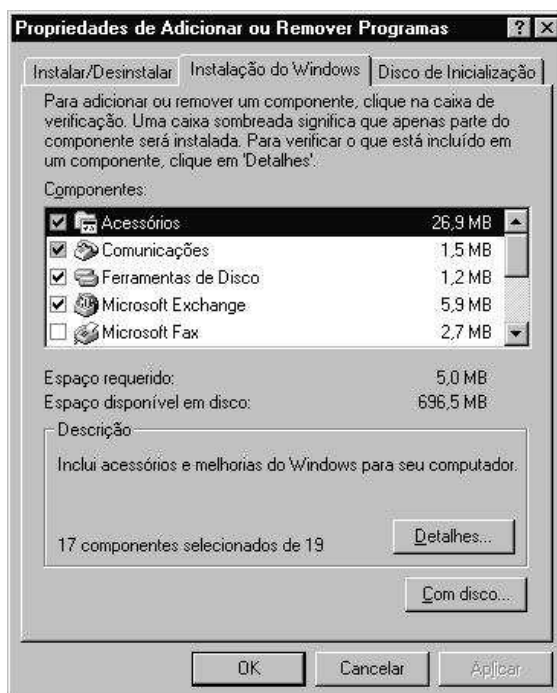 Propriedades de Adicionar ou Remover Programas
Instalar/Desinstalar Instalação do Windows Disco de Inicialização
Para adicionar ou remover um componente, clique na caixa de
verificação. Uma caixa sombreada significa que apenas parte do
componente será instalada. Para verificar o que está incluído em
um componente, clique em 'Detalhes'.
Componentes:
Acessórios 26,9 MB
Comunicações 1,5 MB
Ferramentas de Disco 1,2 MB
Microsoft Exchange 5,9 MB
Microsoft Fax 2,7 MB
Espaço requerido: 5,0 MB
Espaço disponível em disco: 696,5 MB
Descrição
Inclui acessórios e melhorias do Windows para seu computador.
17 componentes selecionados de 19
Detalhes...
Com disco...
OK Cancelar Aplicar